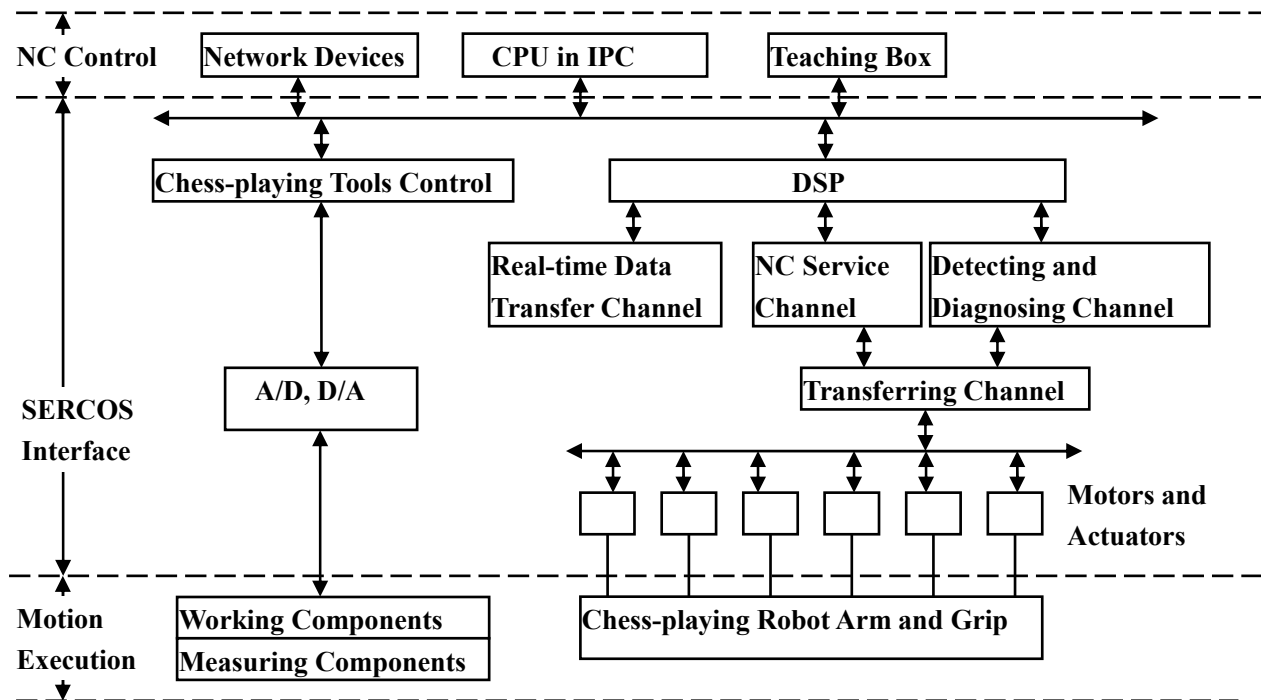 NC Control
Network Devices
CPU in IPC
Teaching Box
Chess-playing Tools Control
DSP
Real-time Data
Transfer Channel
NC Service
Channel
Detecting and
Diagnosing Channel
A/D, D/A
Transferring Channel
SERCOS
Interface
Motors and
Actuators
Motion
Execution
Working Components
Measuring Components
Chess-playing Robot Arm and Grip